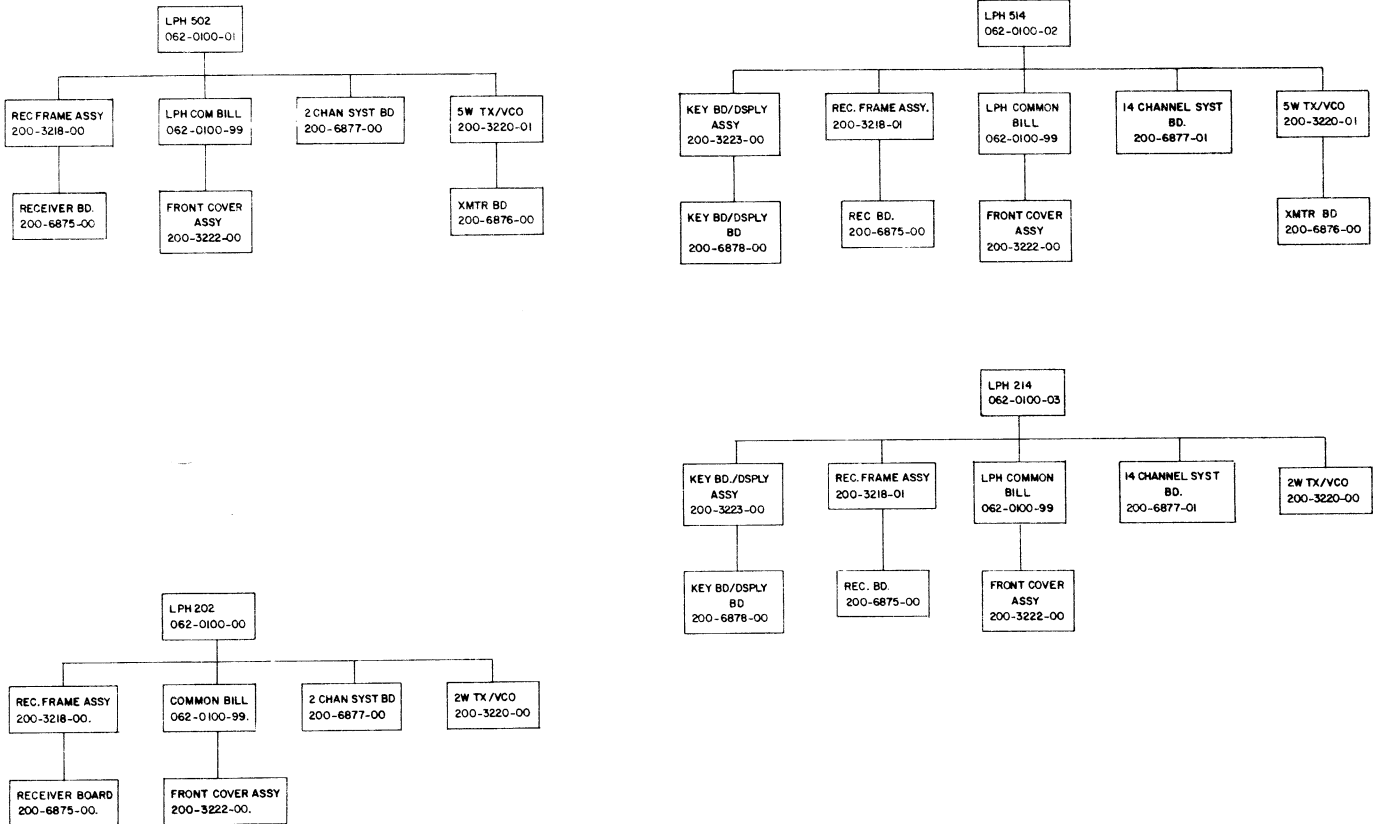 LPH 502
062-0100-01
REC FRAME ASSY
200-3218-00
LPH COM BILL
062-0100-99
2 CHAN SYST BD
200-6877-00
5W TX/VCO
200-3220-01
RECEIVER BD.
200-6875-00
FRONT COVER
ASSY
200-3222-00
XMTR BD
200-6876-00
LPH 514
062-0100-02
KEY BD/DSPLY
ASSY
200-3223-00
REC. FRAME ASSY.
200-3218-01
LPH COMMON
BILL
062-0100-99
14 CHANNEL SYST
BD.
200-6877-01
5W TX/VCO
200-3220-01
KEY BD/DSPLY
BD
200-6878-00
REC BD.
200-6875-00
FRONT COVER
ASSY
200-3222-00
XMTR BD
200-6876-00
LPH 214
062-0100-03
KEY BD./DSPLY
ASSY
200-3223-00
REC. FRAME ASSY
200-3218-01
LPH COMMON
BILL
062-0100-99
14 CHANNEL SYST
BD.
200-6877-01
2W TX/VCO
200-3220-00
KEY BD/DSPLY
BD
200-6878-00
REC. BD.
200-6875-00
FRONT COVER
ASSY
200-3222-00
LPH 202
062-0100-00
REC. FRAME ASSY
200-3218-00.
COMMON BILL
062-0100-99.
2 CHAN SYST BD
200-6877-00
2W TX/VCO
200-3220-00
RECEIVER BOARD
200-6875-00.
FRONT COVER ASSY
200-3222-00.